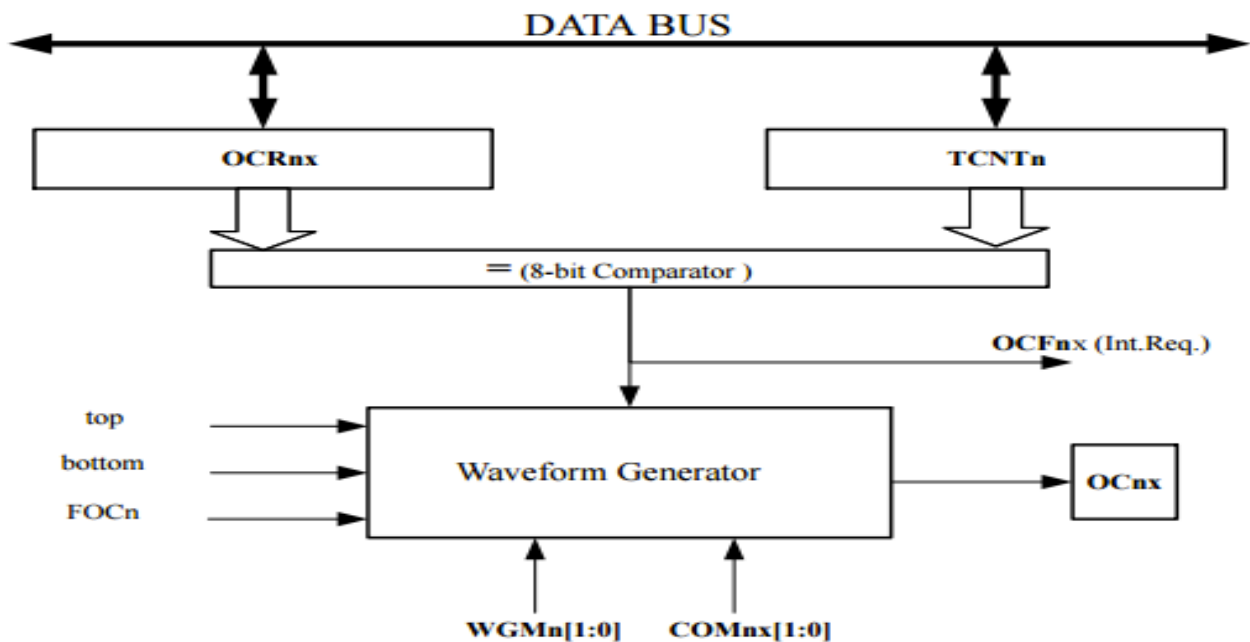 DATA BUS
OCRnx
TCNTn
= (8-bit Comparator )
OCFnx (Int.Req.)
top
bottom
FOCn
Waveform Generator
OCnx
WGMn[1:0]
COMnx[1:0]